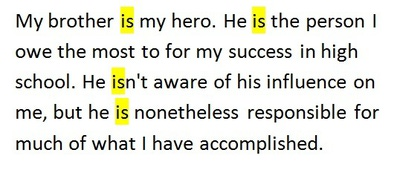 My brother is my hero. He is the person I
owe the most to for my success in high
school. He isn't aware of his influence on
me, but he is nonetheless responsible for
much of what I have accomplished.